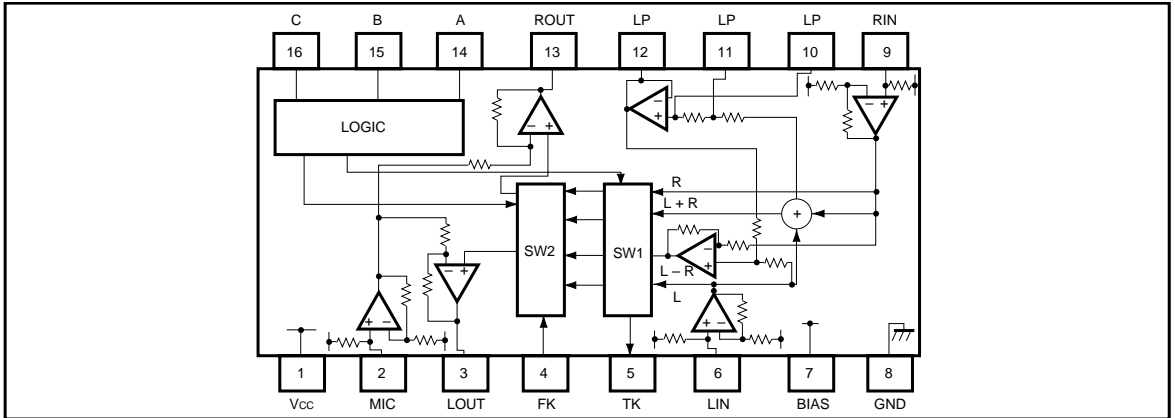 C B A ROUT LP LP LP RIN
16 15 14 13 12 11 10 9
LOGIC
− +
−
+
− +
R
L + R
+
SW2
SW1
−
+
L − R
L
− +
+ −
+ −
1 2 3 4 5 6 7 8
VCC MIC LOUT FK TK LIN BIAS GND